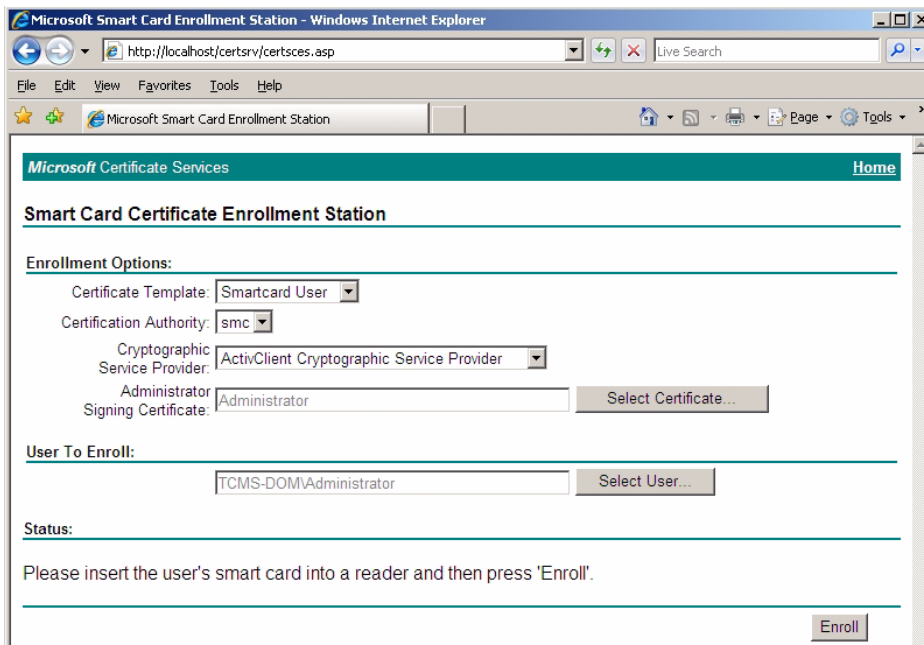 Microsoft Smart Card Enrollment Station - Windows Internet Explorer
http://localhost/certsrv/certsces.asp
Live Search
File Edit View Favorites Tools Help
Microsoft Smart Card Enrollment Station
Page Tools
Microsoft Certificate Services Home
Smart Card Certificate Enrollment Station
Enrollment Options:
Certificate Template: Smartcard User
Certification Authority: smc
Cryptographic
Service Provider: ActivClient Cryptographic Service Provider
Administrator
Signing Certificate: Administrator Select Certificate...
User To Enroll:
TCMS-DOM\Administrator Select User...
Status:
Please insert the user's smart card into a reader and then press 'Enroll'.
Enroll